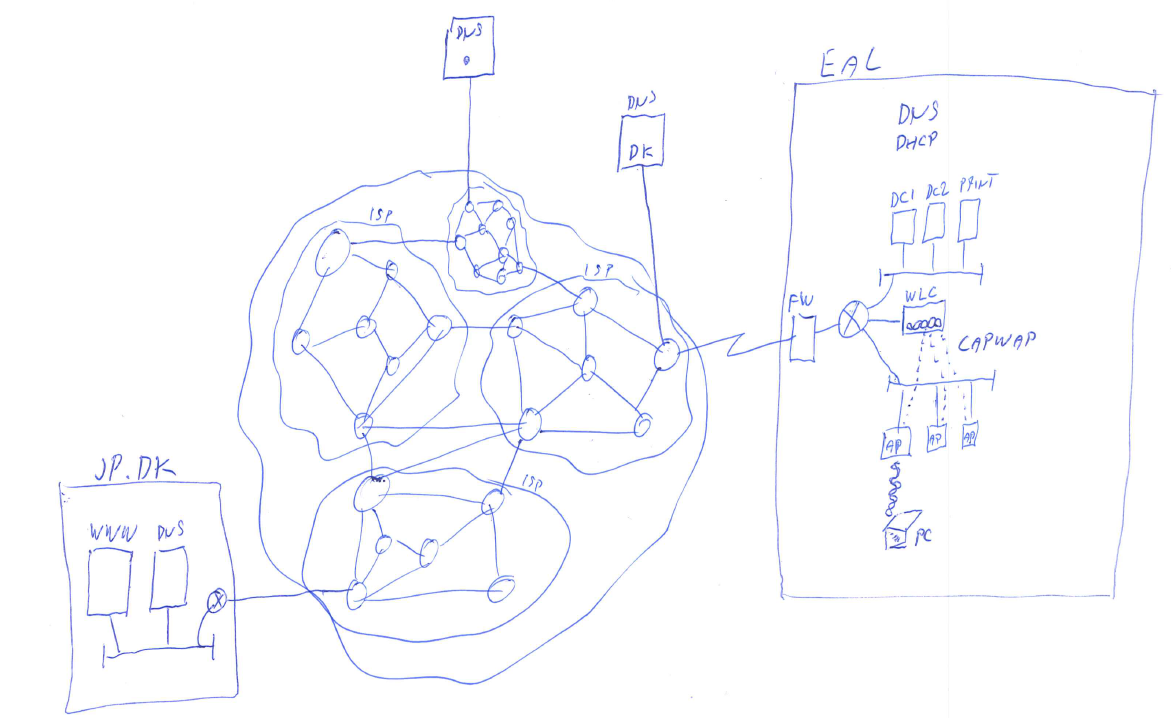 DNS
.
DNS
DK
EAL
DNS
DHCP
DC1 DC2 PRINT
ISP
ISP
FW
WLC
CAPWAP
AP AP AP
PC
ISP
JP.DK
WWW DNS